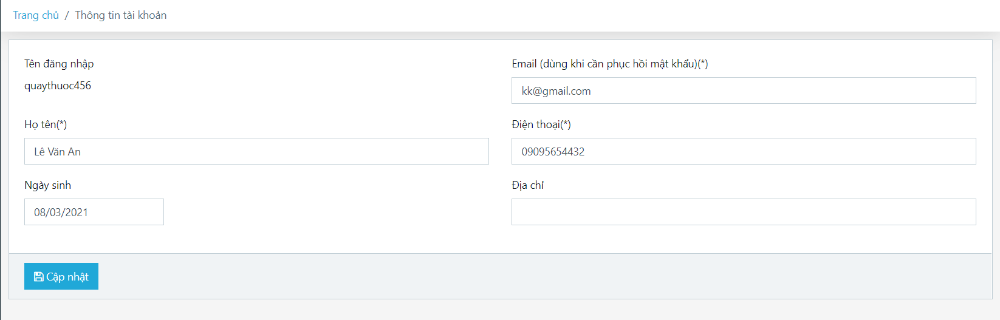 Trang chủ / Thông tin tài khoản
Tên đăng nhập
quaythuoc456
Email (dùng khi cần phục hồi mật khẩu)(*)
kk@gmail.com
Họ tên(*)
Lê Văn An
Điện thoại(*)
09095654432
Ngày sinh
08/03/2021
Địa chỉ
Cập nhật